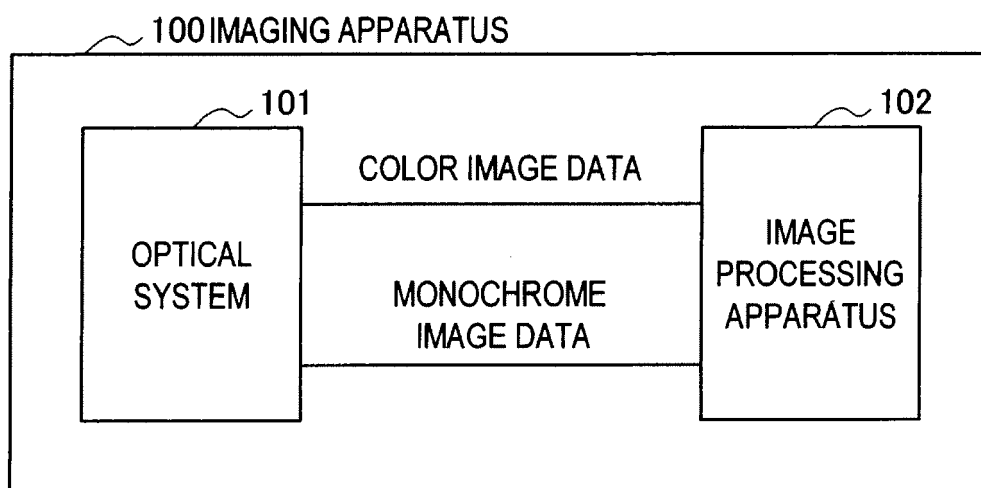 100 IMAGING APPARATUS
101
102
COLOR IMAGE DATA
OPTICAL
SYSTEM
MONOCHROME
IMAGE DATA
IMAGE
PROCESSING
APPARATUS